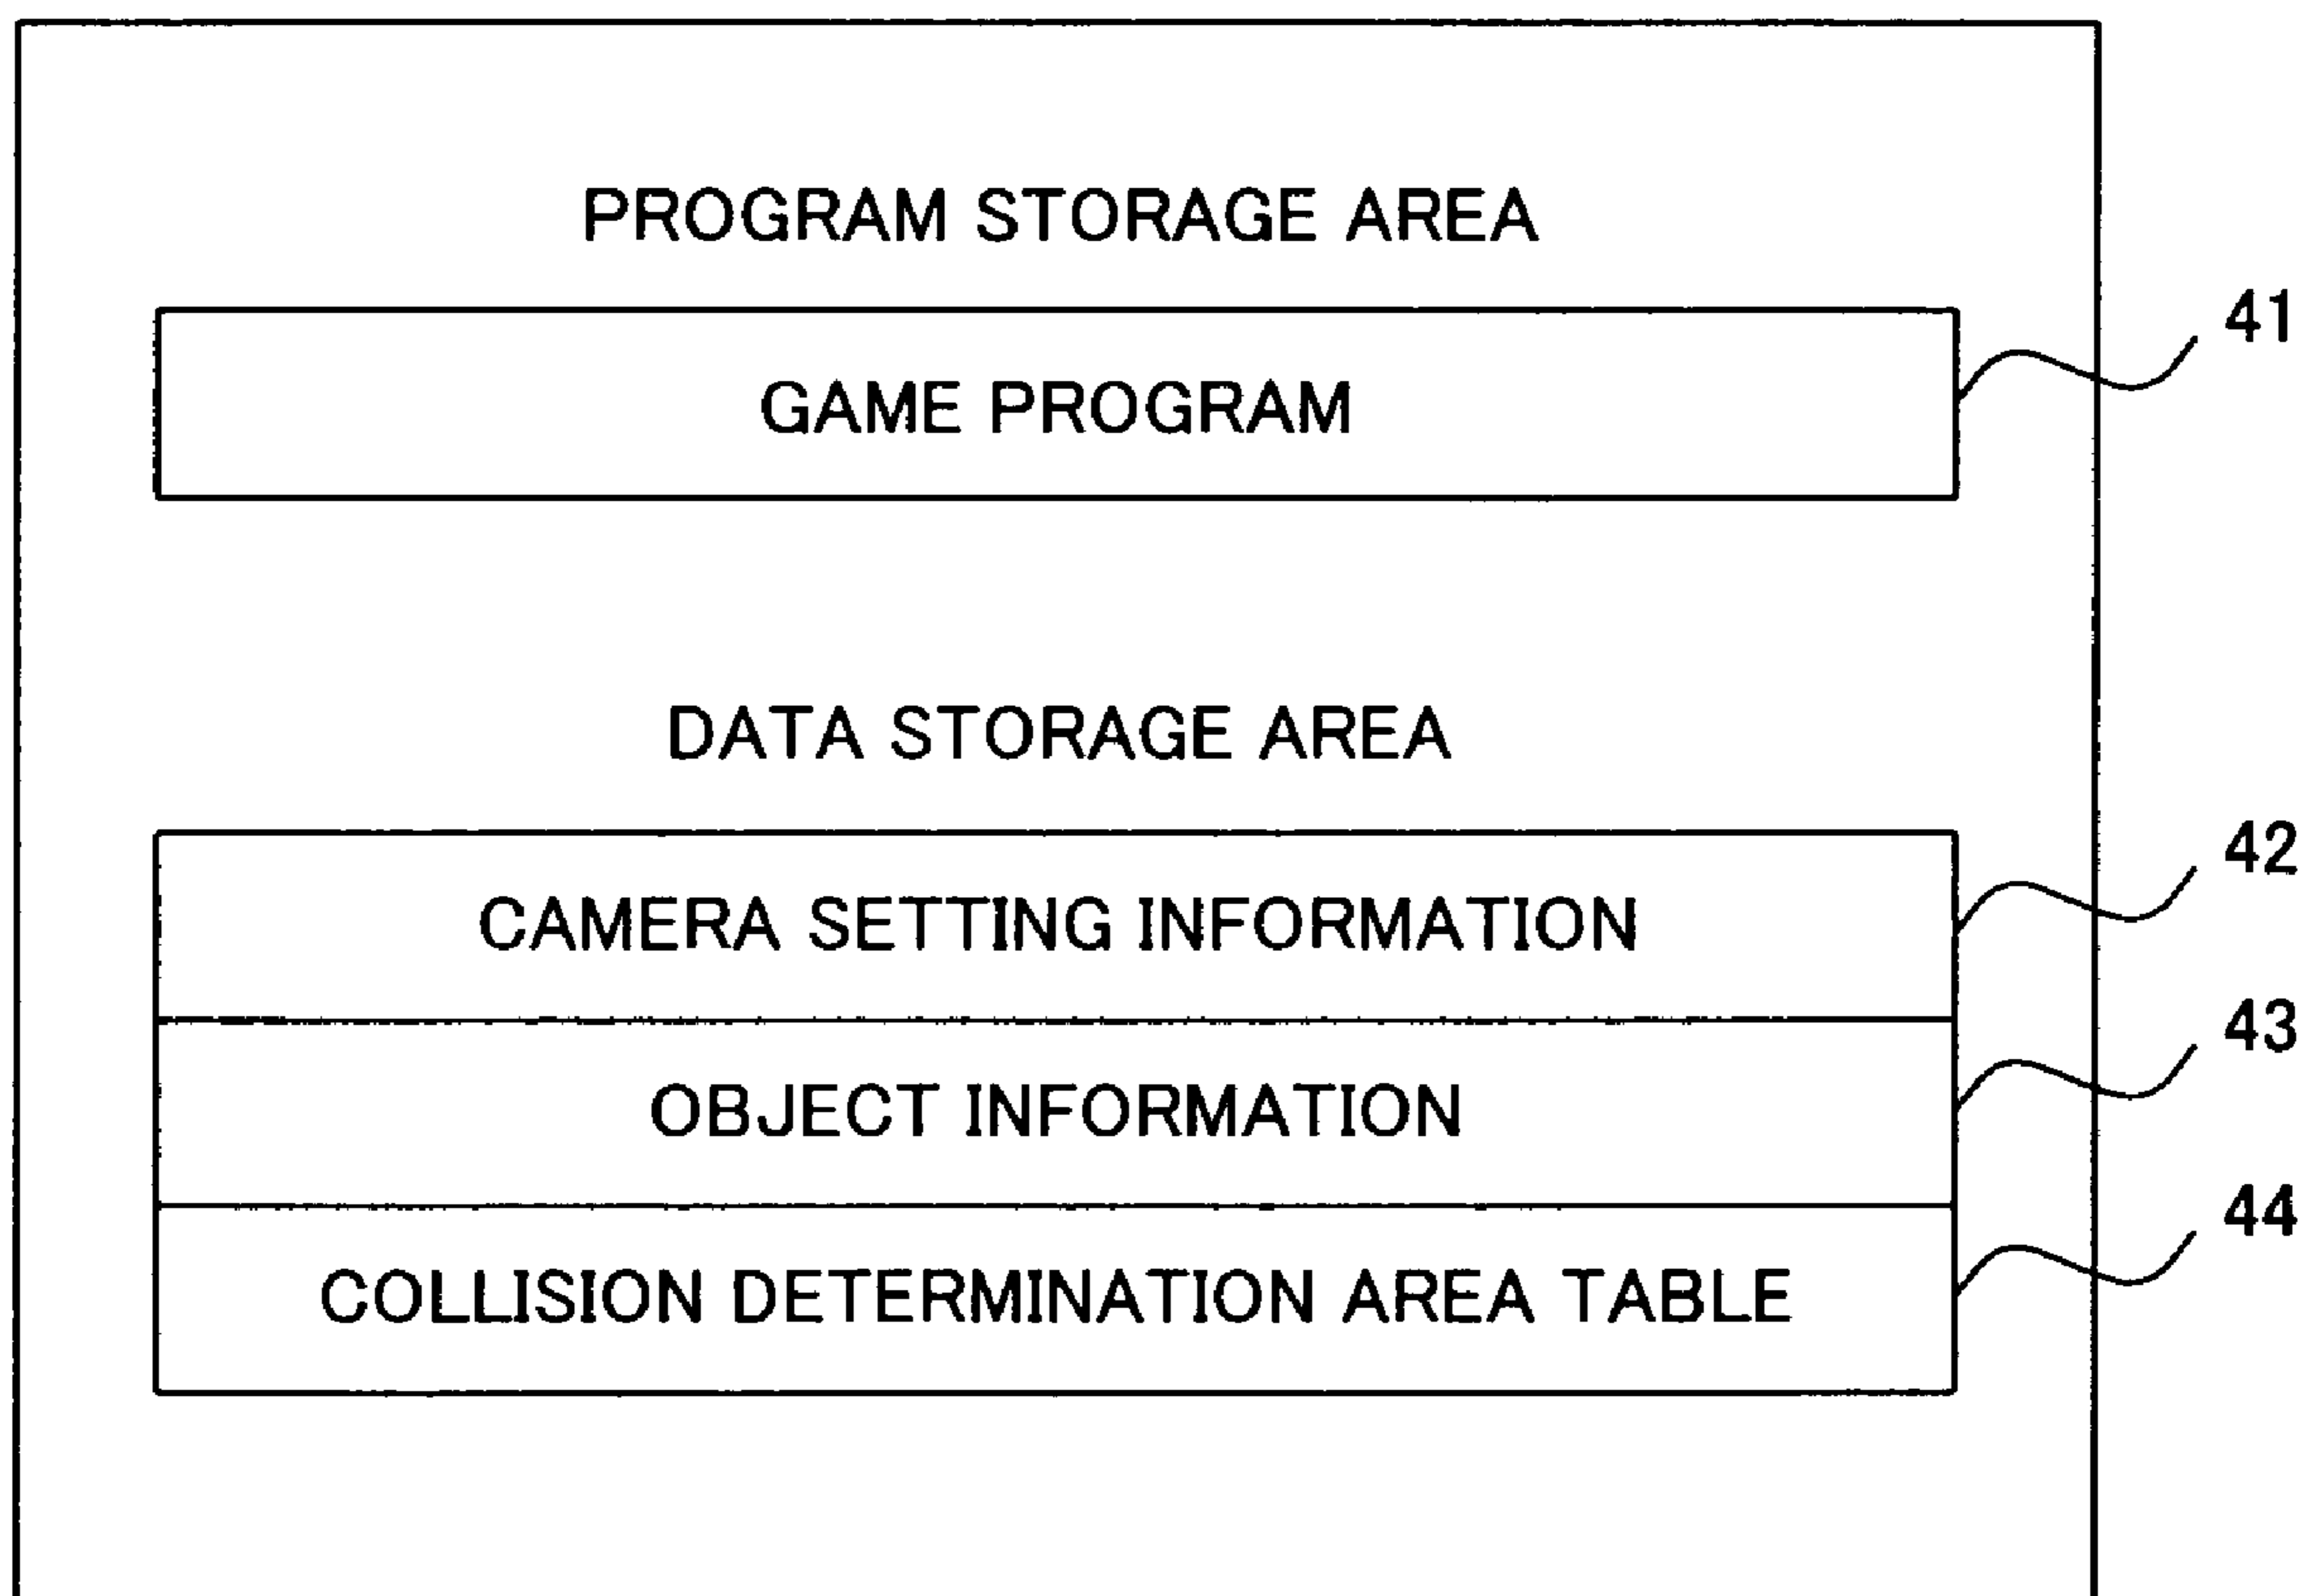 PROGRAM STORAGE AREA
GAME PROGRAM
41
DATA STORAGE AREA
CAMERA SETTING INFORMATION
42
OBJECT INFORMATION
43
COLLISION DETERMINATION AREA TABLE
44